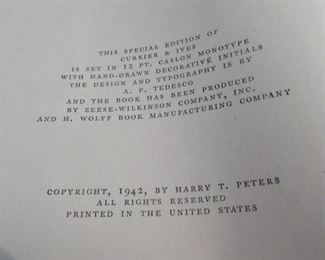 THIS SPECIAL EDITION OF
CURRIER & IVES
IS SET IN 12 PT. CASLON MONOTYPE
WITH HAND-DRAWN DECORATIVE INITIALS
THE DESIGN AND TYPOGRAPHY IS BY
A. P. TEDESCO
AND THE BOOK HAS BEEN PRODUCED
BY ZEESE-WILKINSON COMPANY, INC.
AND H. WOLFF BOOK MANUFACTURING COMPANY
COPYRIGHT, 1942, BY HARRY T. PETERS
ALL RIGHTS RESERVED
PRINTED IN THE UNITED STATES